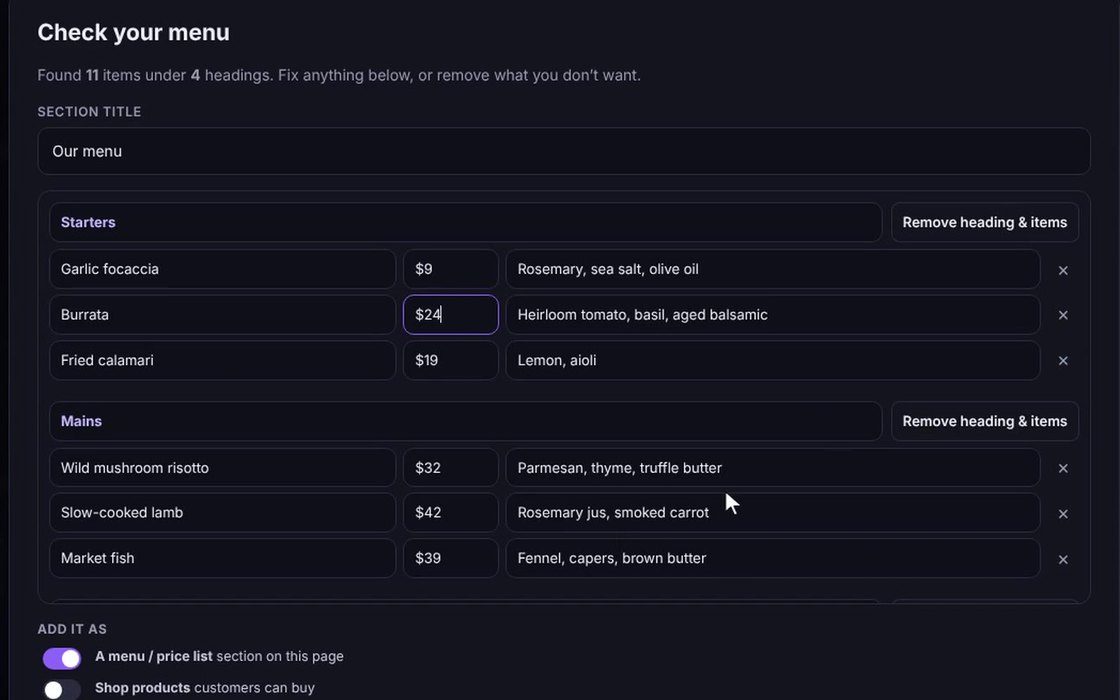 Check your menu
Found 11 items under 4 headings. Fix anything below, or remove what you don’t want.
SECTION TITLE
Our menu
Starters Remove heading & items
Garlic focaccia $9 Rosemary, sea salt, olive oil ×
Burrata $24 Heirloom tomato, basil, aged balsamic ×
Fried calamari $19 Lemon, aioli ×
Mains Remove heading & items
Wild mushroom risotto $32 Parmesan, thyme, truffle butter ×
Slow-cooked lamb $42 Rosemary jus, smoked carrot ×
Market fish $39 Fennel, capers, brown butter ×
ADD IT AS
A menu / price list section on this page
Shop products customers can buy